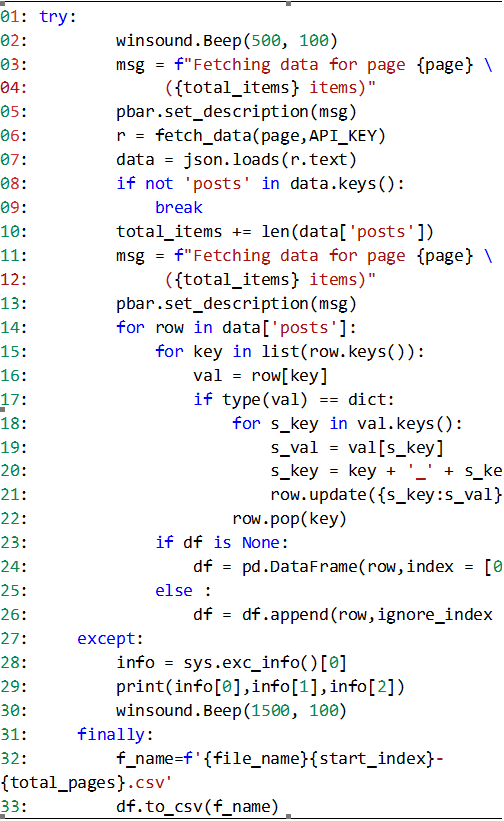 01: try:
02:         winsound.Beep(500, 100)
03:         msg = f"Fetching data for page {page} \
04:              ({total_items} items)"
05:         pbar.set_description(msg)
06:         r = fetch_data(page,API_KEY)
07:         data = json.loads(r.text)
08:         if not 'posts' in data.keys():
09:             break
10:         total_items += len(data['posts'])
11:         msg = f"Fetching data for page {page} \
12:              ({total_items} items)"
13:         pbar.set_description(msg)
14:         for row in data['posts']:
15:             for key in list(row.keys()):
16:                 val = row[key]
17:                 if type(val) == dict:
18:                     for s_key in val.keys():
19:                         s_val = val[s_key]
20:                         s_key = key + '_' + s_ke
21:                         row.update({s_key:s_val}
22:                     row.pop(key)
23:             if df is None:
24:                 df = pd.DataFrame(row,index = [0
25:             else :
26:                 df = df.append(row,ignore_index
27:     except:
28:         info = sys.exc_info()[0]
29:         print(info[0],info[1],info[2])
30:         winsound.Beep(1500, 100)
31:     finally:
32:         f_name=f'{file_name}{start_index}-
{total_pages}.csv'
33:         df.to_csv(f_name)